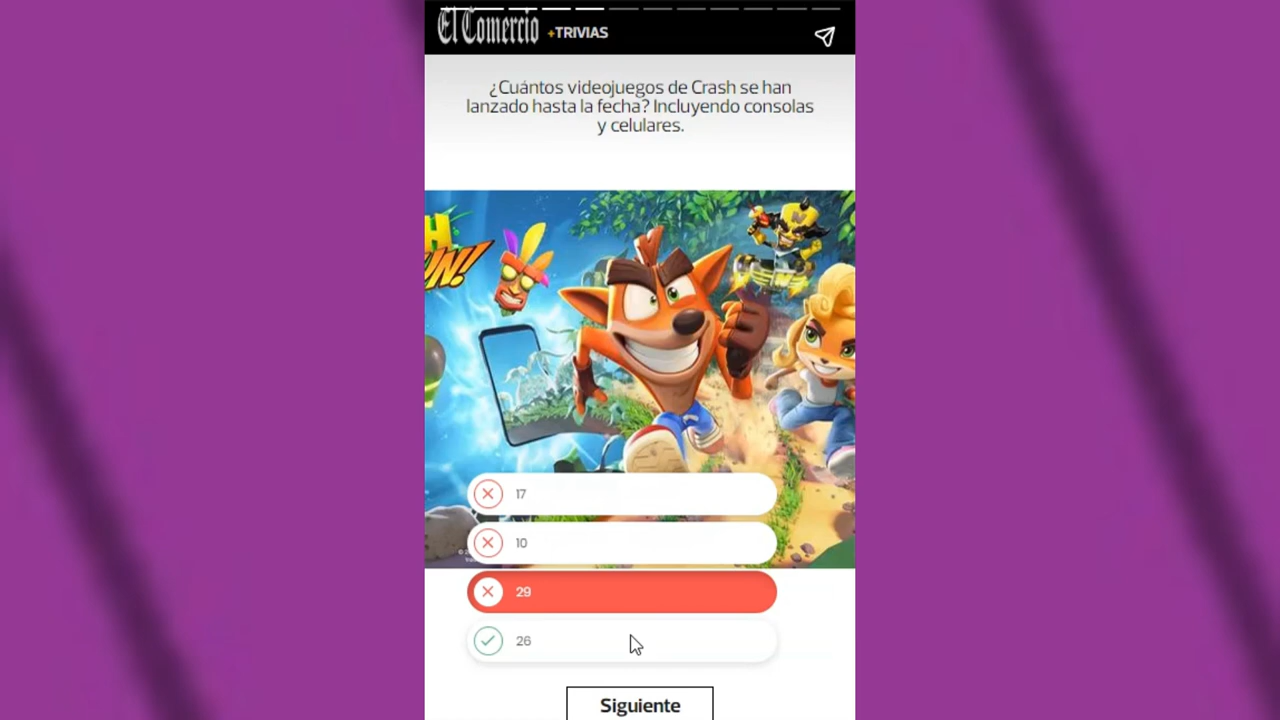 El Comercio +TRIVIAS
¿Cuántos videojuegos de Crash se han
lanzado hasta la fecha? Incluyendo consolas
y celulares.
H
UN!
17
10
29
26
Siguiente